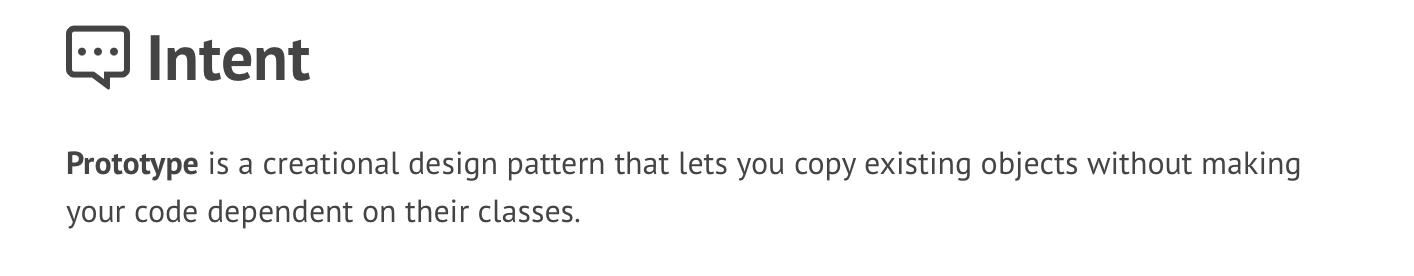 Intent
Prototype is a creational design pattern that lets you copy existing objects without making
your code dependent on their classes.